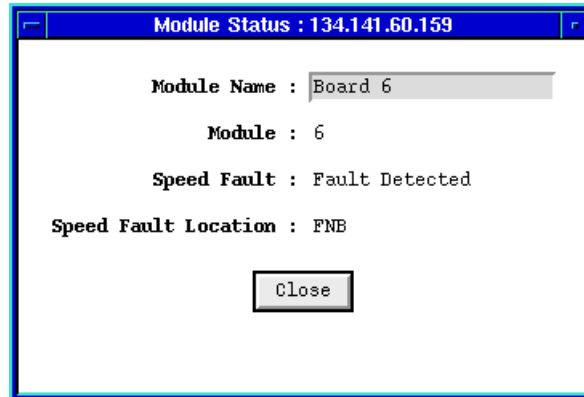 Module Status : 134.141.60.159
Module Name : Board 6
Module : 6
Speed Fault : Fault Detected
Speed Fault Location : FNB
Close